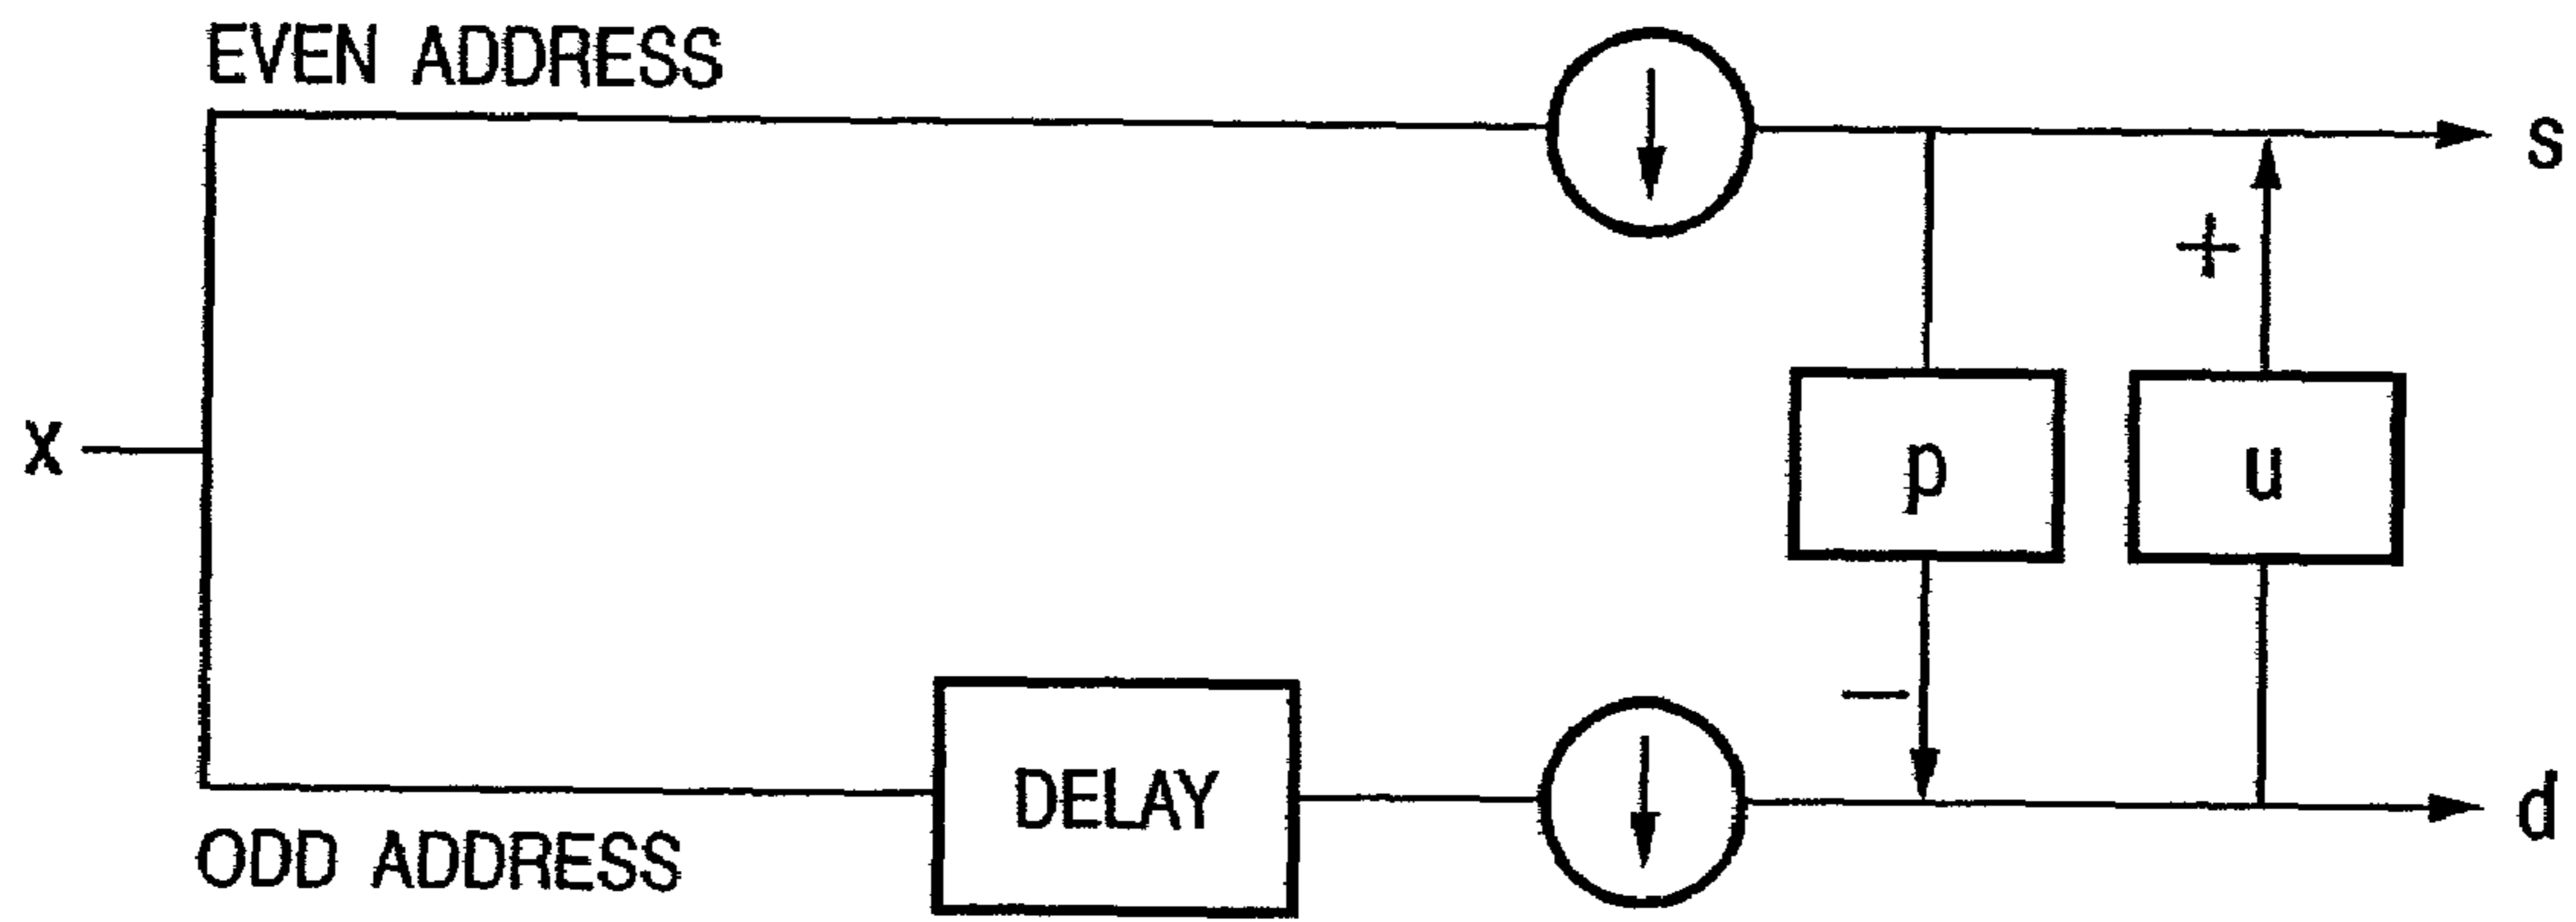 EVEN ADDRESS
s
+
x
p
u
−
DELAY
d
ODD ADDRESS